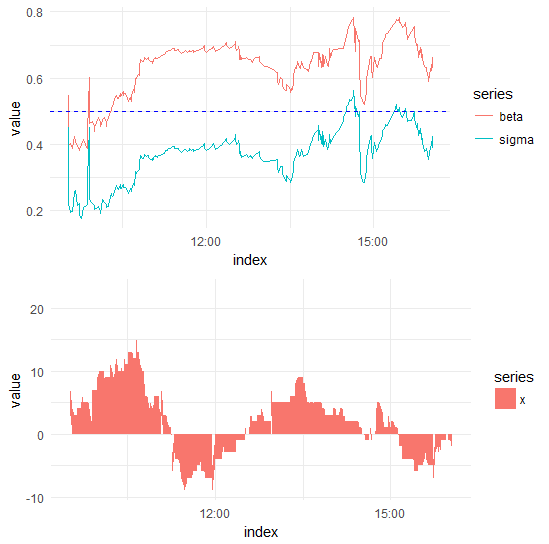 0.8
0.6
0.4
0.2
value
12:00
15:00
index
series
beta
sigma
20
10
0
-10
value
12:00
15:00
index
series
x